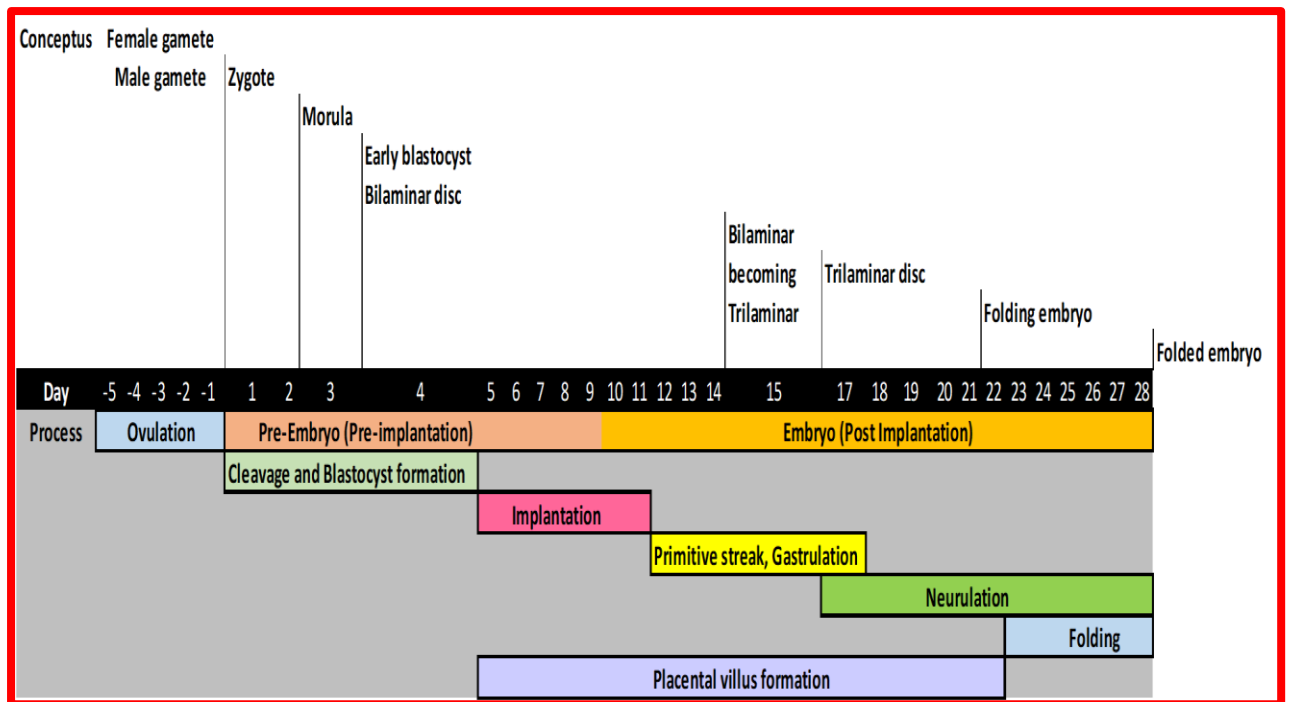 Conceptus Female gamete
Male gamete Zygote
Morula
Early blastocyst
Bilaminar disc
Bilaminar
becoming Trilaminar disc
Trilaminar Folding embryo
Folded embryo
Day -5 -4 -3 -2 -1 1 2 3 4 5 6 7 8 9 10 11 12 13 14 15 17 18 19 20 21 22 23 24 25 26 27 28
Process Ovulation Pre-Embryo (Pre-implantation) Embryo (Post Implantation)
Cleavage and Blastocyst formation
Implantation
Primitive streak, Gastrulation
Neurulation
Folding
Placental villus formation